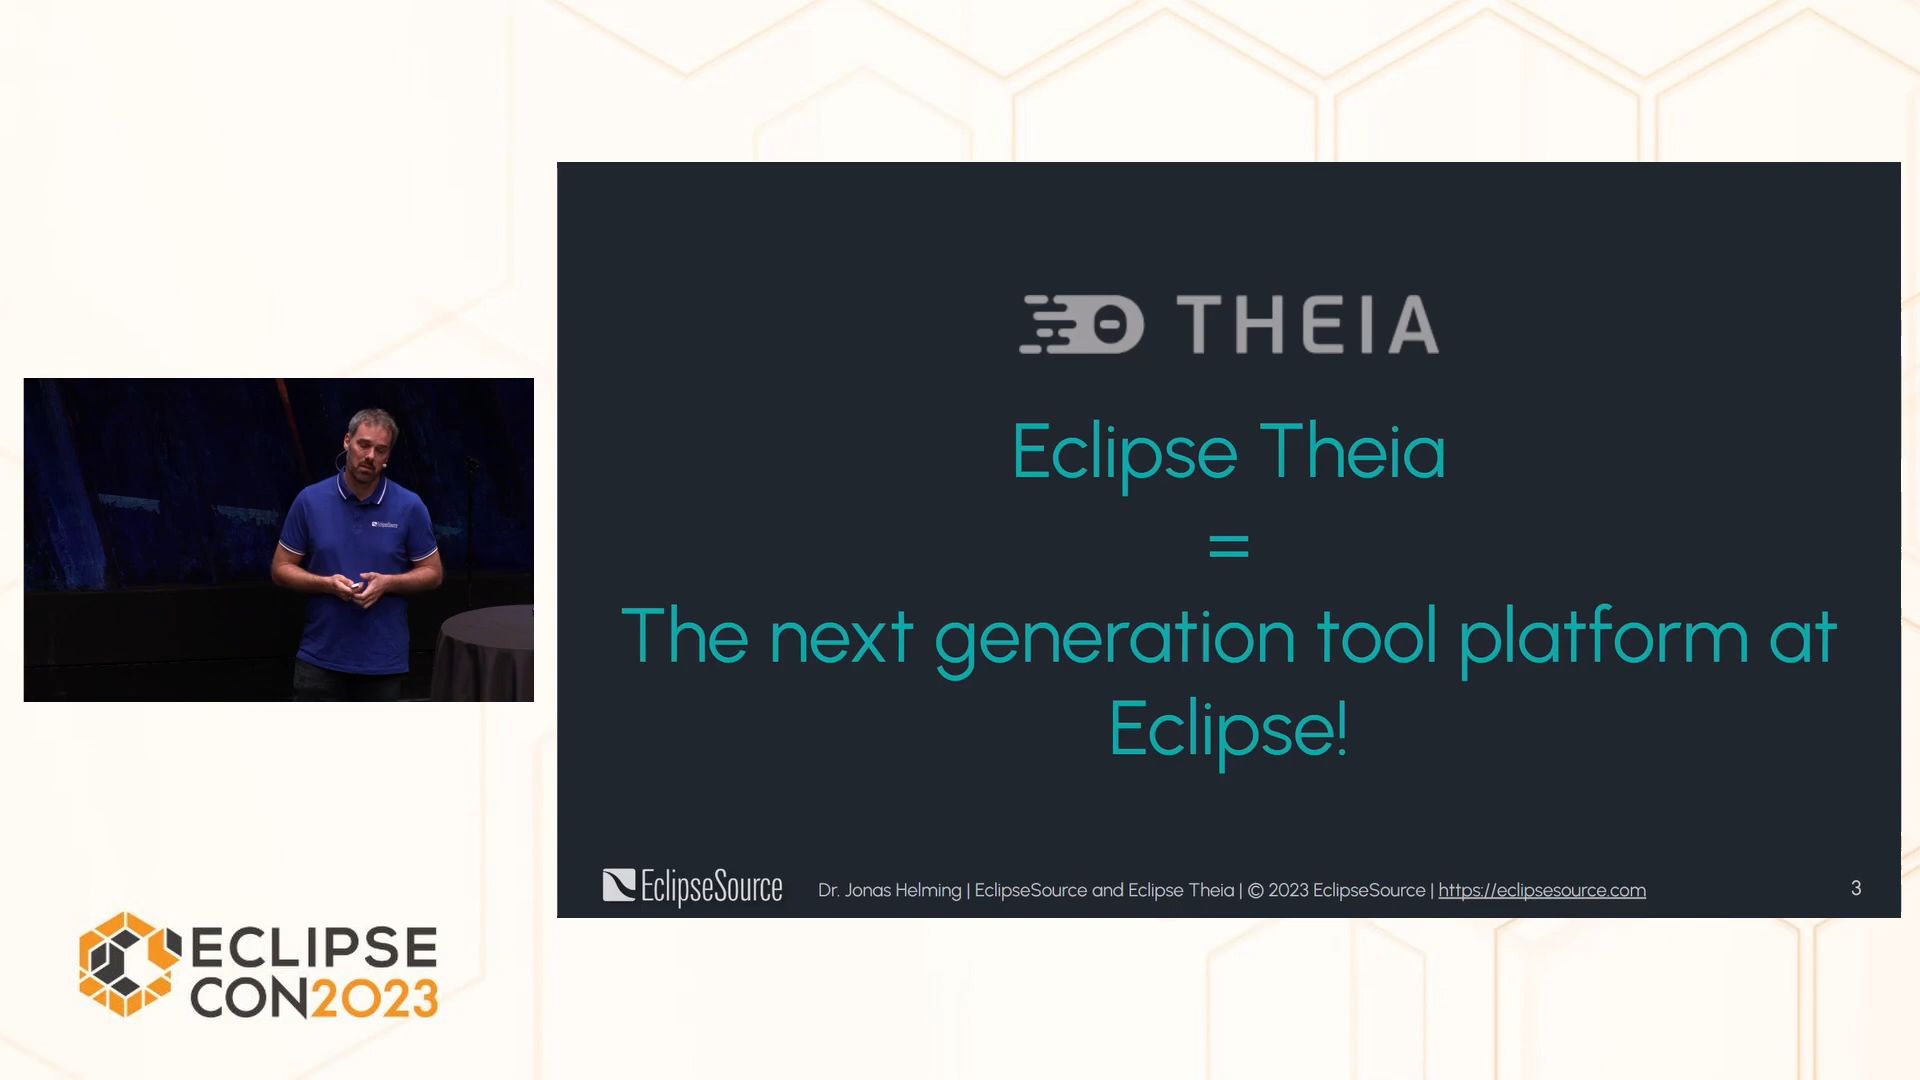 THEIA
Eclipse Theia
=
The next generation tool platform at
Eclipse!
EclipseSource
Dr. Jonas Helming | EclipseSource and Eclipse Theia | © 2023 EclipseSource | https://eclipsesource.com
3
EclipseSource
ECLIPSE
CON2023